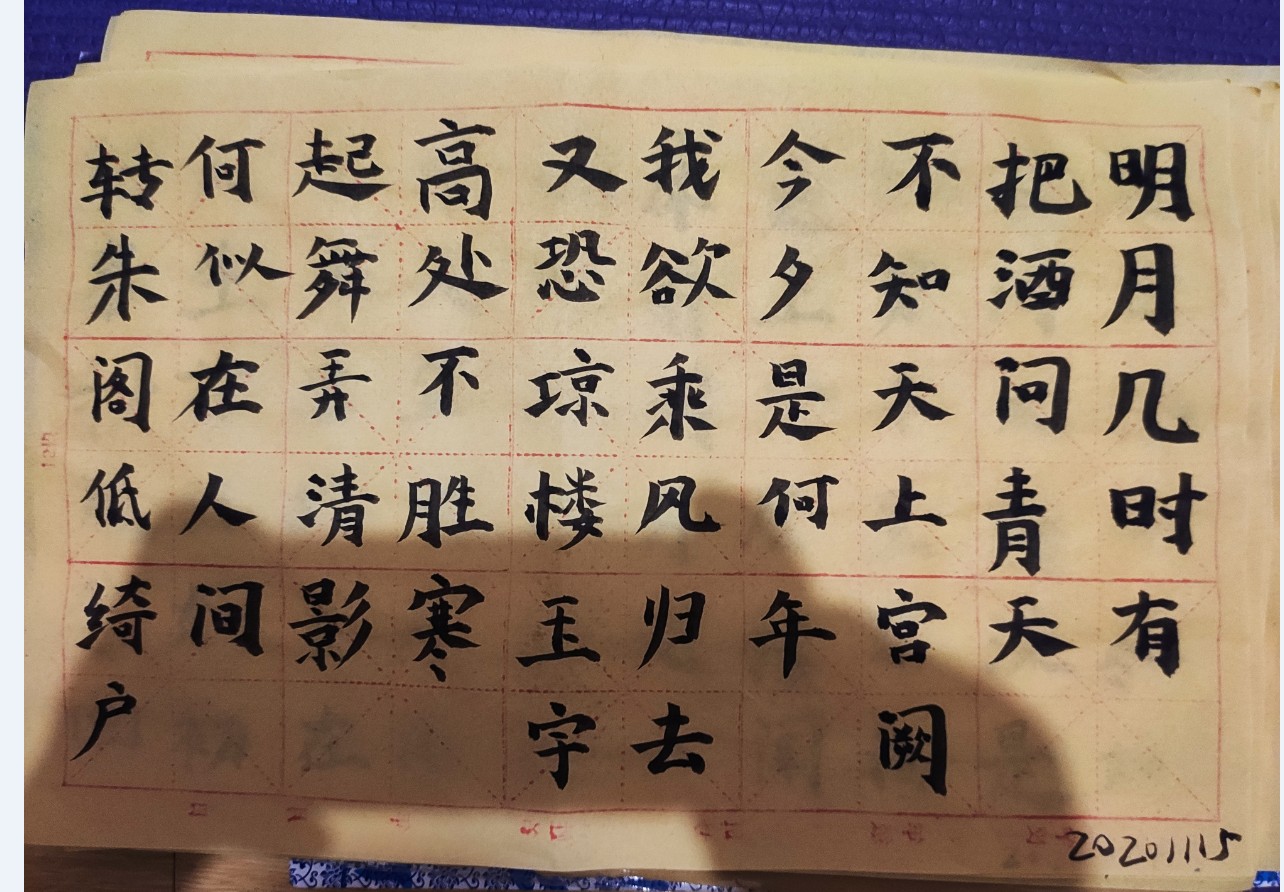 明月几时有
把酒问青天
不知天上宫阙
今夕是何年
我欲乘风归去
又恐琼楼玉宇
高处不胜寒
起舞弄清影
何似在人间
转朱阁低绮户
20201115